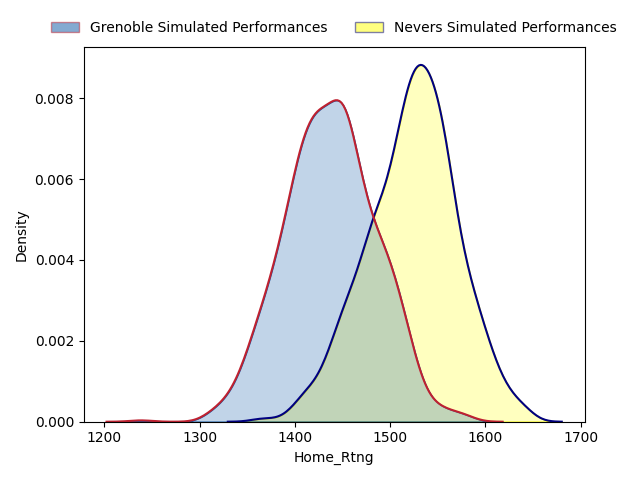 Grenoble Simulated Performances Nevers Simulated Performances
0.008
0.006
0.004
0.002
0.000
Density
1200 1300 1400 1500 1600 1700
Home_Rtng